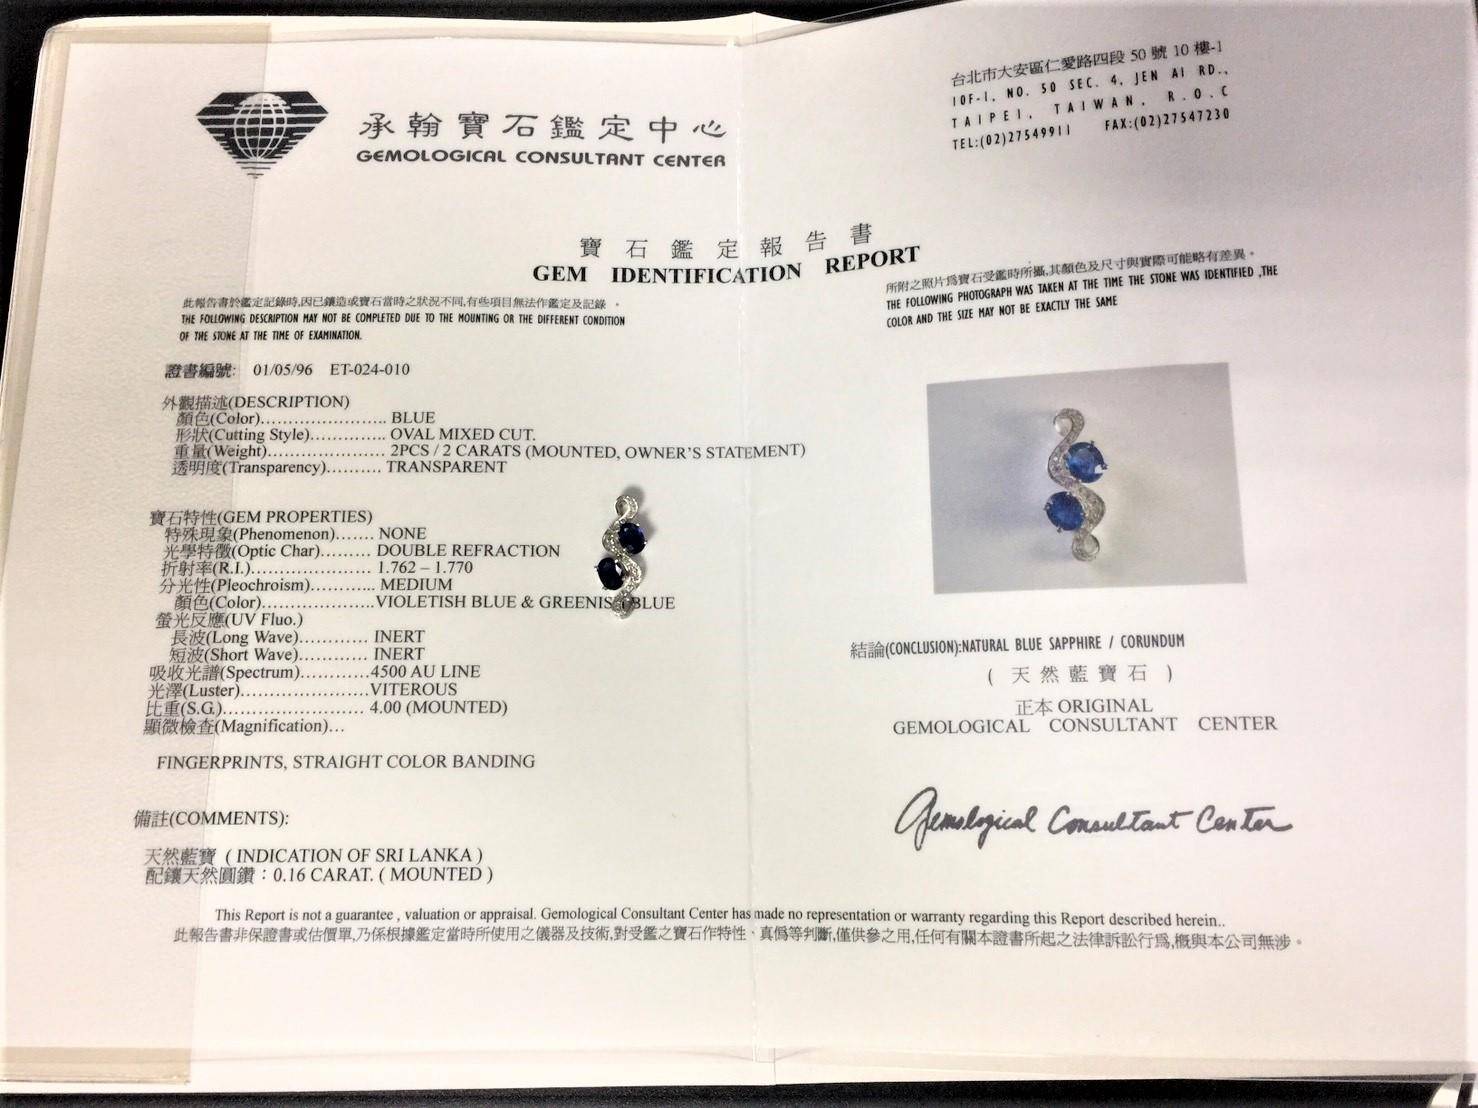 承翰寶石鑑定中心
GEMOLOGICAL CONSULTANT CENTER
台北市大安區仁愛路四段 50 號 10 樓-1
10F-1, NO. 50 SEC. 4, JEN AI RD.,
TAIPEI, TAIWAN, R.O.C
TEL:(02)27549911 FAX:(02)27547230
寶石鑑定報告書
GEM IDENTIFICATION REPORT
此報告書於鑑定記錄時,因已鑲造或寶石當時之狀況不同,有些項目無法作鑑定及記錄。
THE FOLLOWING DESCRIPTION MAY NOT BE COMPLETED DUE TO THE MOUNTING OR THE DIFFERENT CONDITION
OF THE STONE AT THE TIME OF EXAMINATION.
證書編號: 01/05/96 ET-024-010
外觀描述(DESCRIPTION)
顏色(Color)........................ BLUE
形狀(Cutting Style)............. OVAL MIXED CUT.
重量(Weight)..................... 2PCS / 2 CARATS (MOUNTED, OWNER'S STATEMENT)
透明度(Transparency).......... TRANSPARENT
寶石特性(GEM PROPERTIES)
特殊現象(Phenomenon)....... NONE
光學特徵(Optic Char)......... DOUBLE REFRACTION
折射率(R.I.)...................... 1.762 – 1.770
分光性(Pleochroism)........... MEDIUM
顏色(Color).....................VIOLETISH BLUE & GREENIS BLUE
螢光反應(UV Fluo.)
長波(Long Wave)............ INERT
短波(Short Wave)............ INERT
吸收光譜(Spectrum)............4500 AU LINE
光澤(Luster).......................VITEROUS
比重(S.G.)......................... 4.00 (MOUNTED)
顯微檢查(Magnification)...
FINGERPRINTS, STRAIGHT COLOR BANDING
備註(COMMENTS):
天然藍寶 ( INDICATION OF SRI LANKA )
配鑲天然圓鑽：0.16 CARAT. ( MOUNTED )
所附之照片為寶石受鑑時所攝,其顏色及尺寸與實際可能略有差異。
THE FOLLOWING PHOTOGRAPH WAS TAKEN AT THE TIME THE STONE WAS IDENTIFIED ,THE
COLOR AND THE SIZE MAY NOT BE EXACTLY THE SAME
結論(CONCLUSION):NATURAL BLUE SAPPHIRE / CORUNDUM
( 天然藍寶石 )
正本 ORIGINAL
GEMOLOGICAL CONSULTANT CENTER
Gemological Consultant Center
This Report is not a guarantee , valuation or appraisal. Gemological Consultant Center has made no representation or warranty regarding this Report described herein..
此報告書非保證書或估價單,乃係根據鑑定當時所使用之儀器及技術,對受鑑之寶石作特性、真偽等判斷,僅供參之用,任何有關本證書所起之法律訴訟行為,概與本公司無涉。